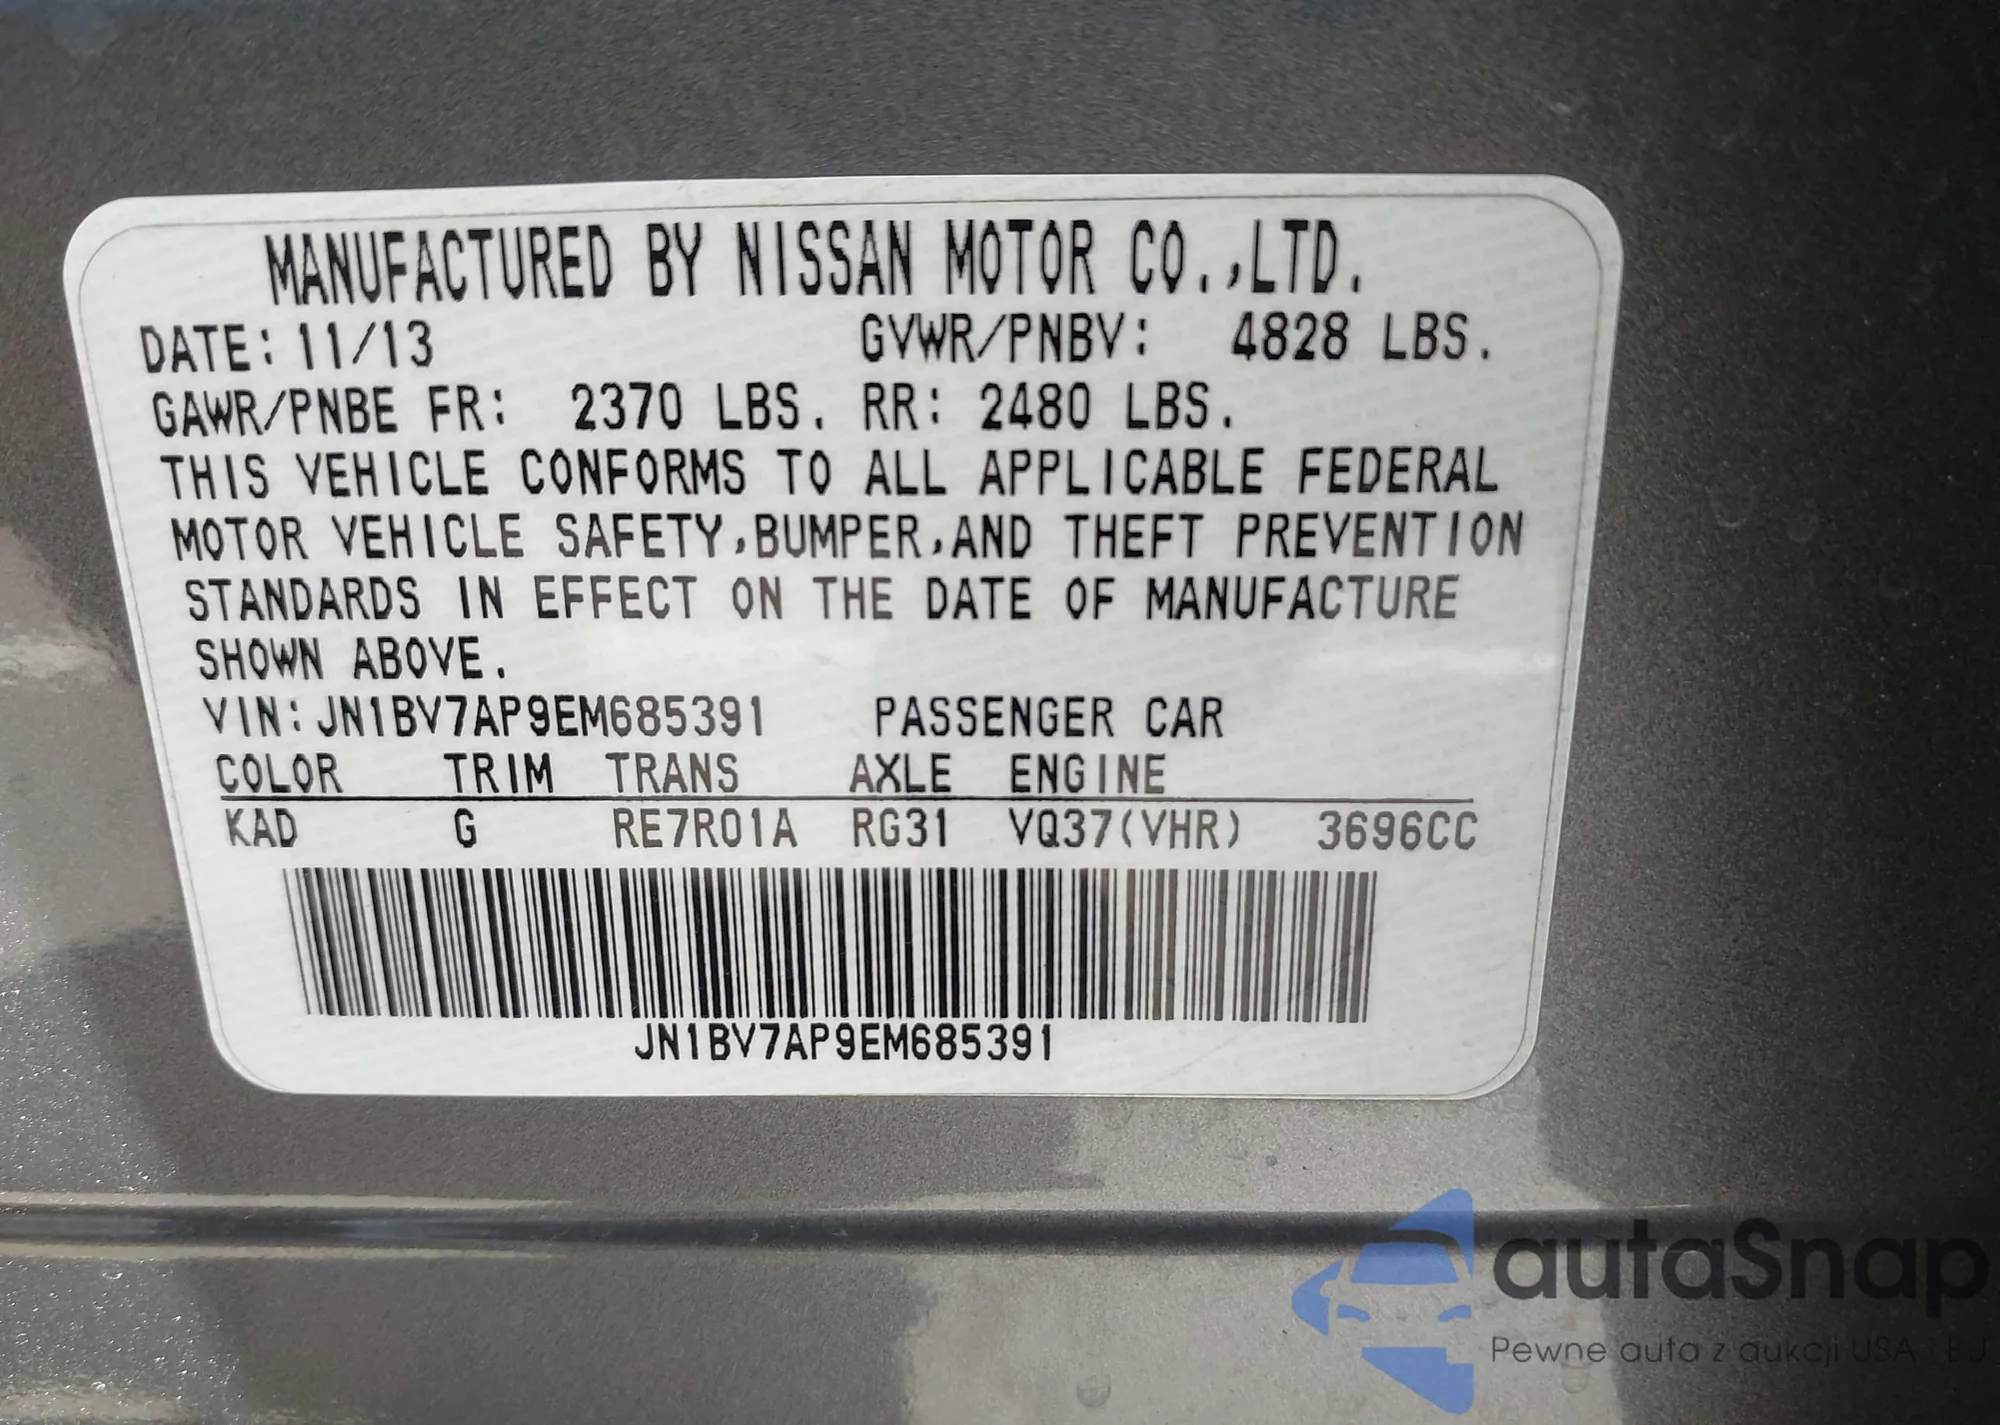 MANUFACTURED BY NISSAN MOTOR CO.,LTD.
DATE: 11/13 GVWR/PNBV: 4828 LBS.
GAWR/PNBE FR: 2370 LBS. RR: 2480 LBS.
THIS VEHICLE CONFORMS TO ALL APPLICABLE FEDERAL
MOTOR VEHICLE SAFETY,BUMPER,AND THEFT PREVENTION
STANDARDS IN EFFECT ON THE DATE OF MANUFACTURE
SHOWN ABOVE.
VIN: JN1BV7AP9EM685391 PASSENGER CAR
COLOR TRIM TRANS AXLE ENGINE
KAD G RE7R01A RG31 VQ37(VHR) 3696CC
JN1BV7AP9EM685391
autaSnap
Pewne auta z aukcji USA i EJ